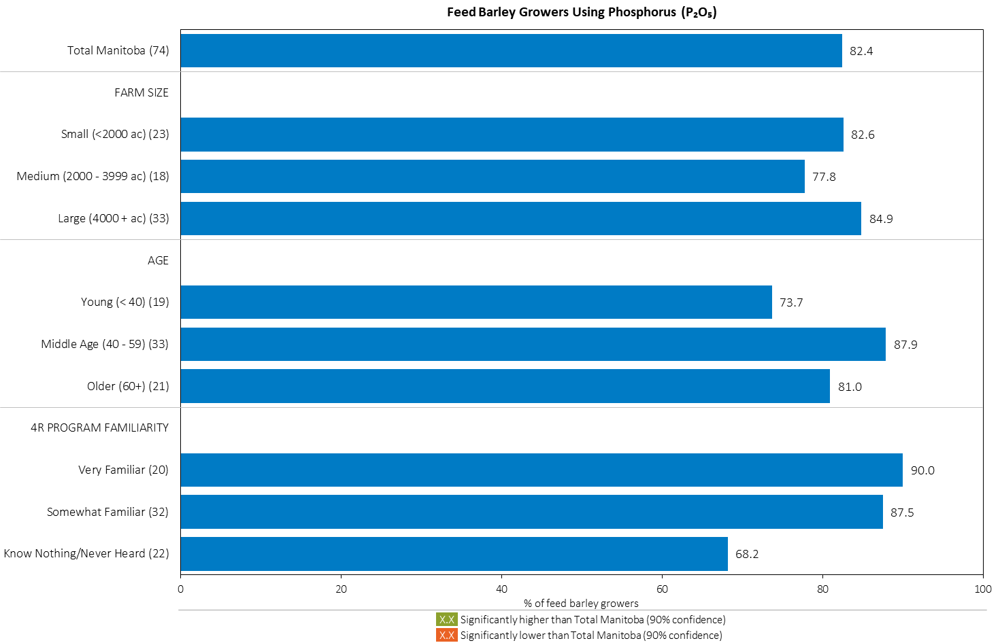 Feed Barley Growers Using Phosphorus (P₂O₅)
Total Manitoba (74) 82.4
FARM SIZE
Small (<2000 ac) (23) 82.6
Medium (2000 - 3999 ac) (18) 77.8
Large (4000 + ac) (33) 84.9
AGE
Young (< 40) (19) 73.7
Middle Age (40 - 59) (33) 87.9
Older (60+) (21) 81.0
4R PROGRAM FAMILIARITY
Very Familiar (20) 90.0
Somewhat Familiar (32) 87.5
Know Nothing/Never Heard (22) 68.2
0 20 40 60 80 100
% of feed barley growers
X.X Significantly higher than Total Manitoba (90% confidence)
X.X Significantly lower than Total Manitoba (90% confidence)